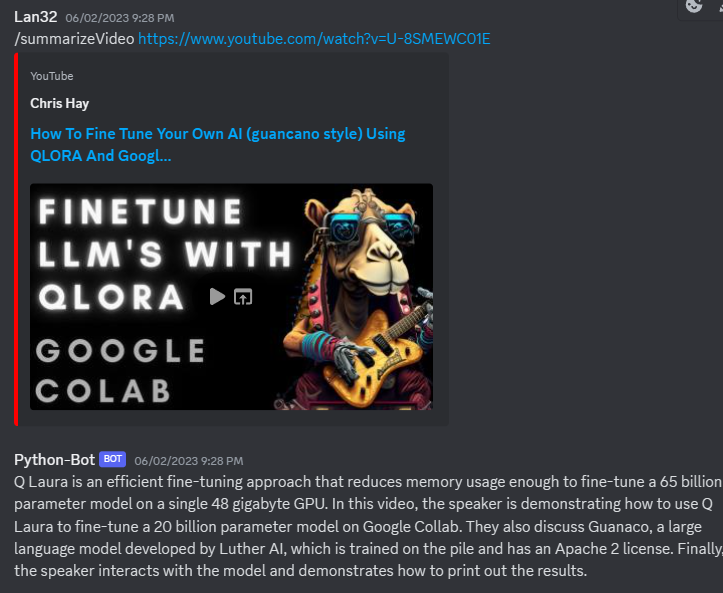 Lan32 06/02/2023 9:28 PM
/summarizeVideo https://www.youtube.com/watch?v=U-8SMEWC01E
YouTube
Chris Hay
How To Fine Tune Your Own AI (guancano style) Using
QLORA And Googl...
FINETUNE
LLM'S WITH
QLORA
GOOGLE
COLAB
Python-Bot BOT 06/02/2023 9:28 PM
Q Laura is an efficient fine-tuning approach that reduces memory usage enough to fine-tune a 65 billion
parameter model on a single 48 gigabyte GPU. In this video, the speaker is demonstrating how to use Q
Laura to fine-tune a 20 billion parameter model on Google Collab. They also discuss Guanaco, a large
language model developed by Luther AI, which is trained on the pile and has an Apache 2 license. Finally,
the speaker interacts with the model and demonstrates how to print out the results.